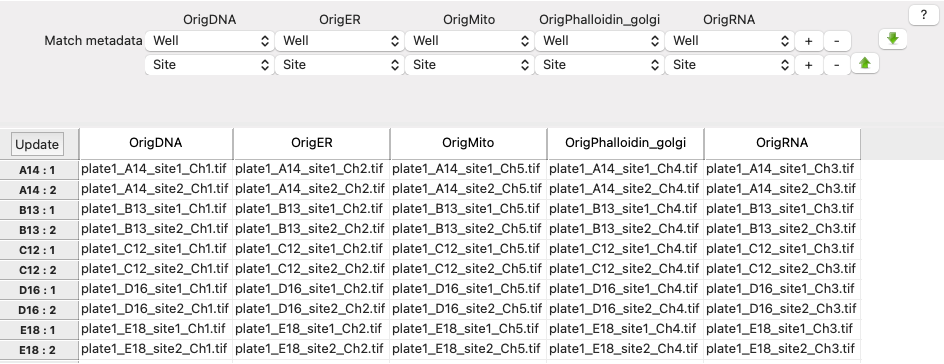 OrigDNA OrigER OrigMito OrigPhalloidin_golgi OrigRNA ?
Match metadata Well Well Well Well Well + -
Site Site Site Site Site + -
Update OrigDNA OrigER OrigMito OrigPhalloidin_golgi OrigRNA
A14 : 1 plate1_A14_site1_Ch1.tif plate1_A14_site1_Ch2.tif plate1_A14_site1_Ch5.tif plate1_A14_site1_Ch4.tif plate1_A14_site1_Ch3.tif
A14 : 2 plate1_A14_site2_Ch1.tif plate1_A14_site2_Ch2.tif plate1_A14_site2_Ch5.tif plate1_A14_site2_Ch4.tif plate1_A14_site2_Ch3.tif
B13 : 1 plate1_B13_site1_Ch1.tif plate1_B13_site1_Ch2.tif plate1_B13_site1_Ch5.tif plate1_B13_site1_Ch4.tif plate1_B13_site1_Ch3.tif
B13 : 2 plate1_B13_site2_Ch1.tif plate1_B13_site2_Ch2.tif plate1_B13_site2_Ch5.tif plate1_B13_site2_Ch4.tif plate1_B13_site2_Ch3.tif
C12 : 1 plate1_C12_site1_Ch1.tif plate1_C12_site1_Ch2.tif plate1_C12_site1_Ch5.tif plate1_C12_site1_Ch4.tif plate1_C12_site1_Ch3.tif
C12 : 2 plate1_C12_site2_Ch1.tif plate1_C12_site2_Ch2.tif plate1_C12_site2_Ch5.tif plate1_C12_site2_Ch4.tif plate1_C12_site2_Ch3.tif
D16 : 1 plate1_D16_site1_Ch1.tif plate1_D16_site1_Ch2.tif plate1_D16_site1_Ch5.tif plate1_D16_site1_Ch4.tif plate1_D16_site1_Ch3.tif
D16 : 2 plate1_D16_site2_Ch1.tif plate1_D16_site2_Ch2.tif plate1_D16_site2_Ch5.tif plate1_D16_site2_Ch4.tif plate1_D16_site2_Ch3.tif
E18 : 1 plate1_E18_site1_Ch1.tif plate1_E18_site1_Ch2.tif plate1_E18_site1_Ch5.tif plate1_E18_site1_Ch4.tif plate1_E18_site1_Ch3.tif
E18 : 2 plate1_E18_site2_Ch1.tif plate1_E18_site2_Ch2.tif plate1_E18_site2_Ch5.tif plate1_E18_site2_Ch4.tif plate1_E18_site2_Ch3.tif